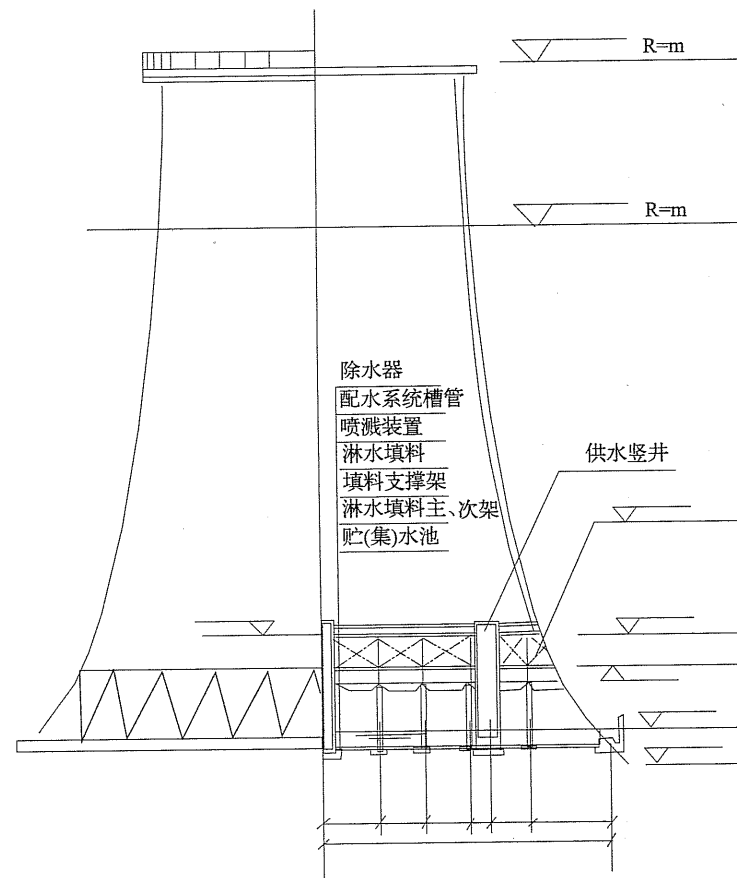 R=m
R=m
除水器
配水系统槽管
喷溅装置
淋水填料
填料支撑架
淋水填料主、次架
贮(集)水池
供水竖井